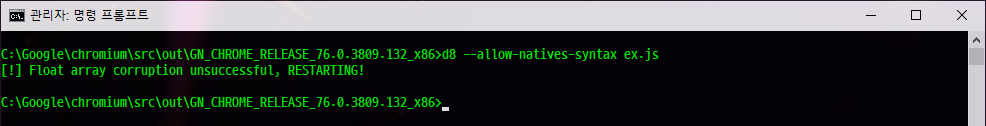 관리자: 명령 프롬프트
C:\Google\chromium\src\out\GN_CHROME_RELEASE_76.0.3809.132_x86>d8 --allow-natives-syntax ex.js
[!] Float array corruption unsuccessful, RESTARTING!
C:\Google\chromium\src\out\GN_CHROME_RELEASE_76.0.3809.132_x86>